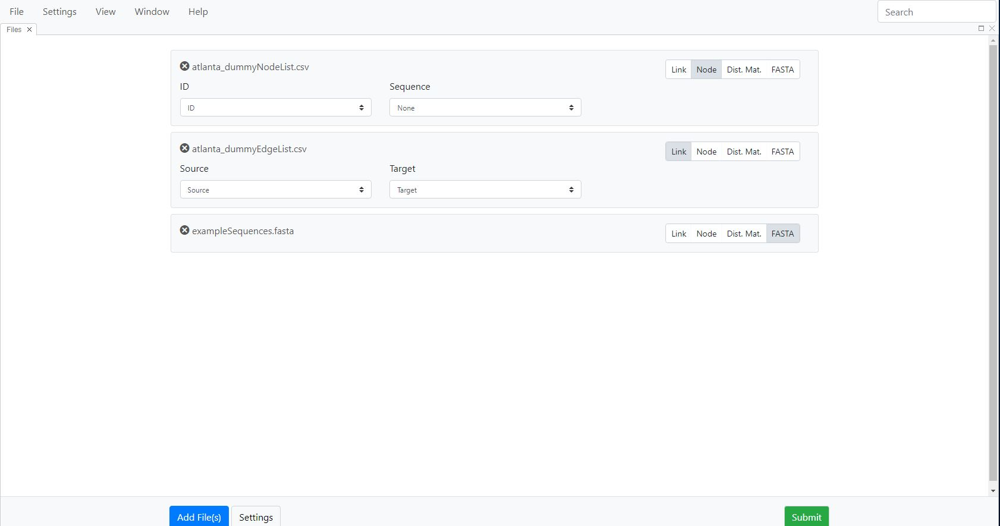 File Settings View Window Help Search
Files
atlanta_dummyNodeList.csv Link Node Dist. Mat. FASTA
ID Sequence
ID None
atlanta_dummyEdgeList.csv Link Node Dist. Mat. FASTA
Source Target
Source Target
exampleSequences.fasta Link Node Dist. Mat. FASTA
Add File(s) Settings Submit